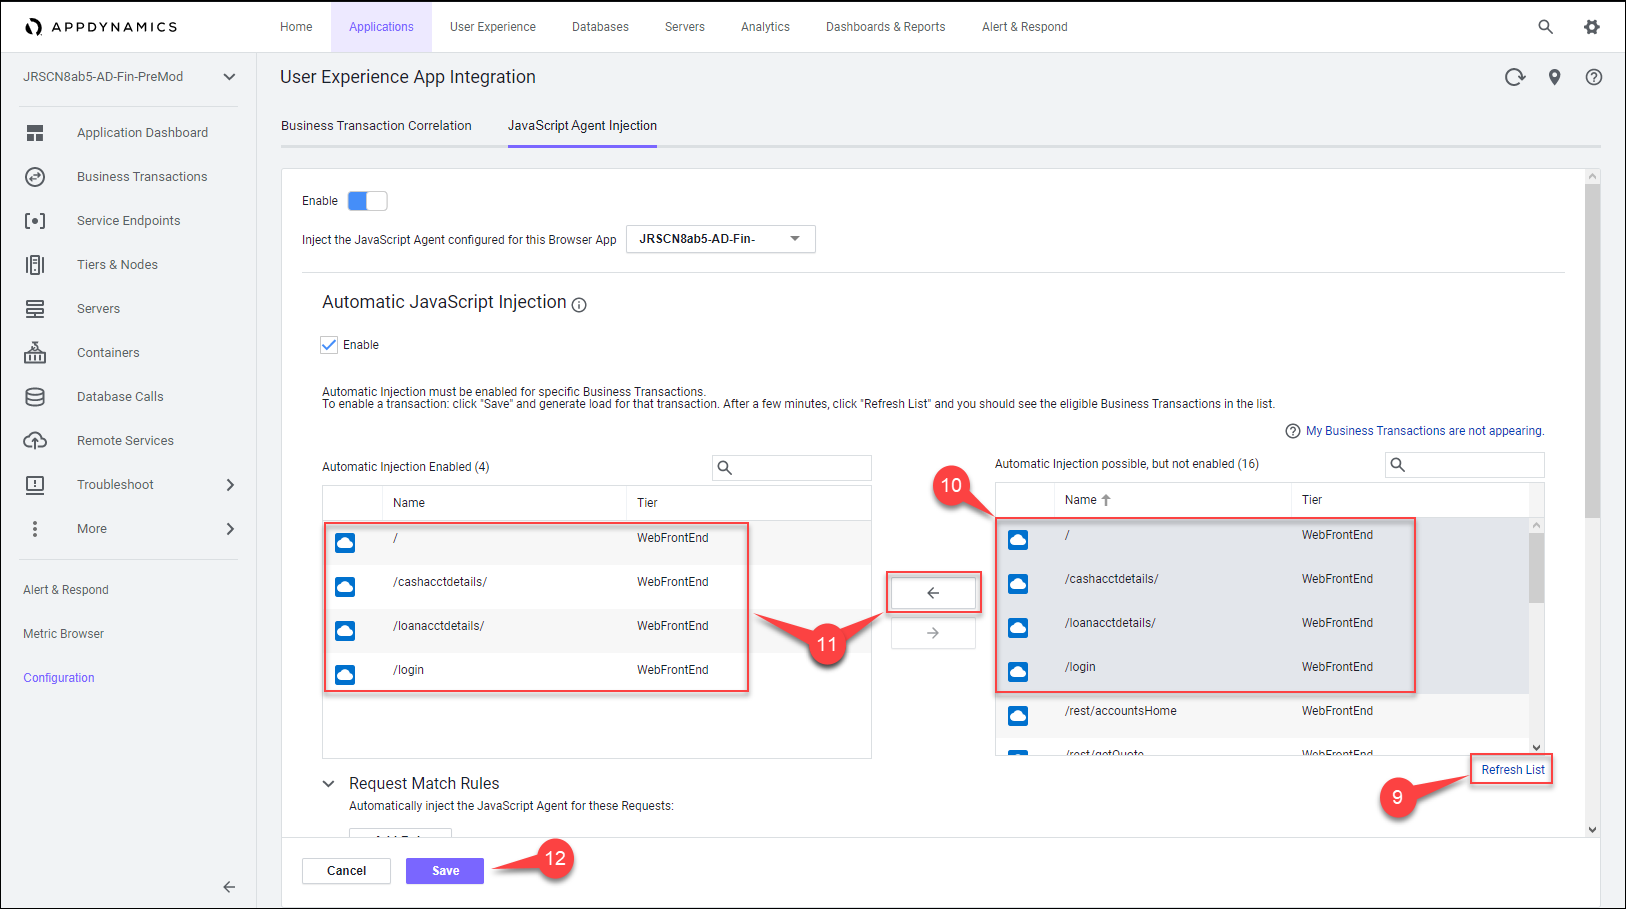 APPDYNAMICS
Home
Applications
User Experience
Databases
Servers
Analytics
Dashboards & Reports
Alert & Respond
JRSCN8ab5-AD-Fin-PreMod
Application Dashboard
Business Transactions
Service Endpoints
Tiers & Nodes
Servers
Containers
Database Calls
Remote Services
Troubleshoot
More
Alert & Respond
Metric Browser
Configuration
User Experience App Integration
Business Transaction Correlation
JavaScript Agent Injection
Enable
Inject the JavaScript Agent configured for this Browser App
JRSCN8ab5-AD-Fin-
Automatic JavaScript Injection
Enable
Automatic Injection must be enabled for specific Business Transactions.
To enable a transaction: click "Save" and generate load for that transaction. After a few minutes, click "Refresh List" and you should see the eligible Business Transactions in the list.
My Business Transactions are not appearing.
Automatic Injection Enabled (4)
Name
Tier
/
WebFrontEnd
/cashacctdetails/
WebFrontEnd
/loanacctdetails/
WebFrontEnd
/login
WebFrontEnd
11
Automatic Injection possible, but not enabled (16)
10
Name
Tier
/
WebFrontEnd
/cashacctdetails/
WebFrontEnd
/loanacctdetails/
WebFrontEnd
/login
WebFrontEnd
/rest/accountsHome
WebFrontEnd
/rest/getQuote
WebFrontEnd
Refresh List
9
Request Match Rules
Automatically inject the JavaScript Agent for these Requests:
Cancel
Save
12